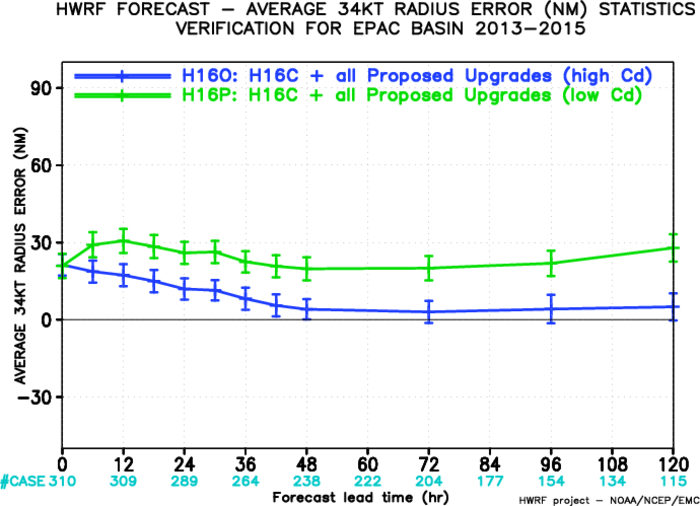 HWRF FORECAST – AVERAGE 34KT RADIUS ERROR (NM) STATISTICS
VERIFICATION FOR EPAC BASIN 2013–2015
H16O: H16C + all Proposed Upgrades (high Cd)
H16P: H16C + all Proposed Upgrades (low Cd)
AVERAGE 34KT RADIUS ERROR (NM)
90
60
30
0
–30
0 12 24 36 48 60 72 84 96 108 120
#CASE 310 309 289 264 238 222 204 177 154 134 115
Forecast lead time (hr)
HWRF project – NOAA/NCEP/EMC